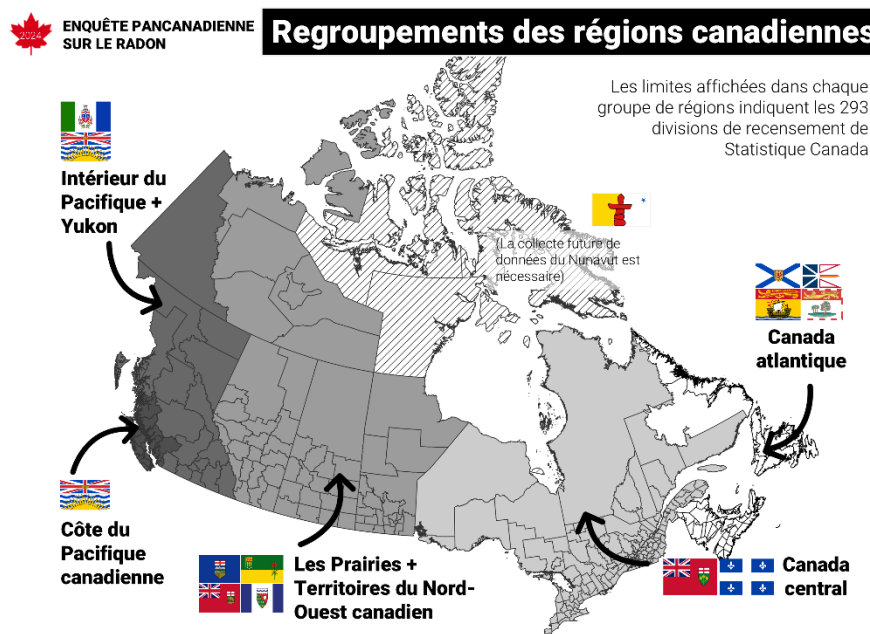 2024
ENQUÊTE PANCANADIENNE
SUR LE RADON
Regroupements des régions canadiennes
Les limites affichées dans chaque
groupe de régions indiquent les 293
divisions de recensement de
Statistique Canada
Intérieur du
Pacifique +
Yukon
(La collecte future de
données du Nunavut est
nécessaire)
Canada
atlantique
Côte du
Pacifique
canadienne
Les Prairies +
Territoires du Nord-
Ouest canadien
Canada
central